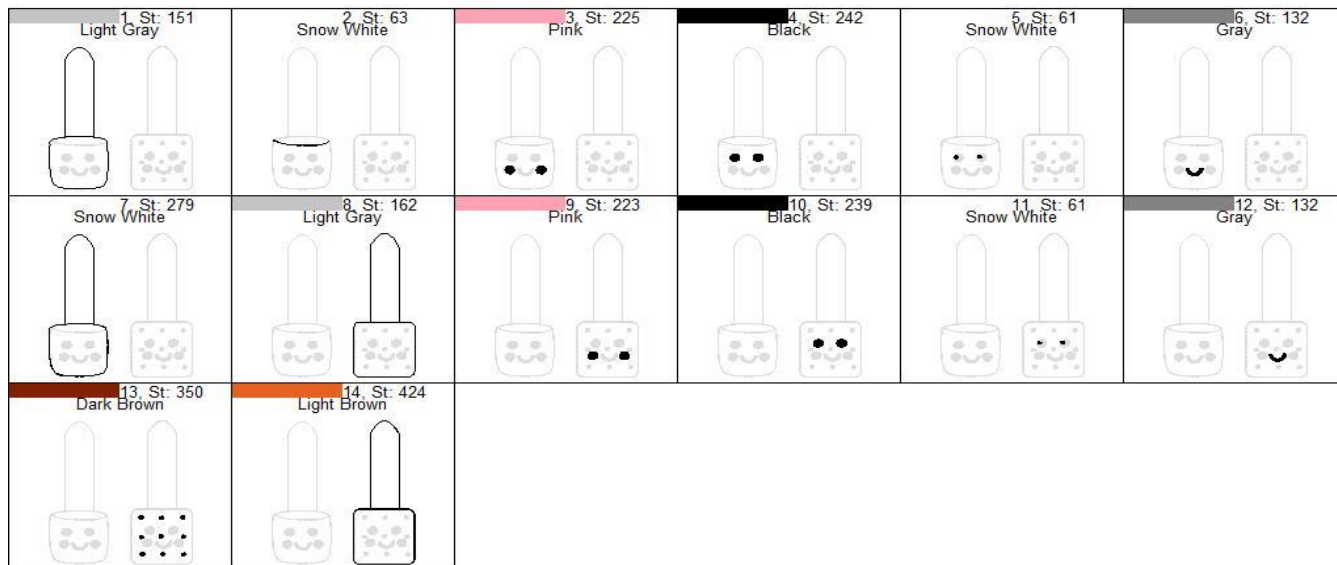 1, St: 151
Light Gray
2, St: 63
Snow White
3, St: 225
Pink
4, St: 242
Black
5, St: 61
Snow White
6, St: 132
Gray
7, St: 279
Snow White
8, St: 162
Light Gray
9, St: 223
Pink
10, St: 239
Black
11, St: 61
Snow White
12, St: 132
Gray
13, St: 350
Dark Brown
14, St: 424
Light Brown